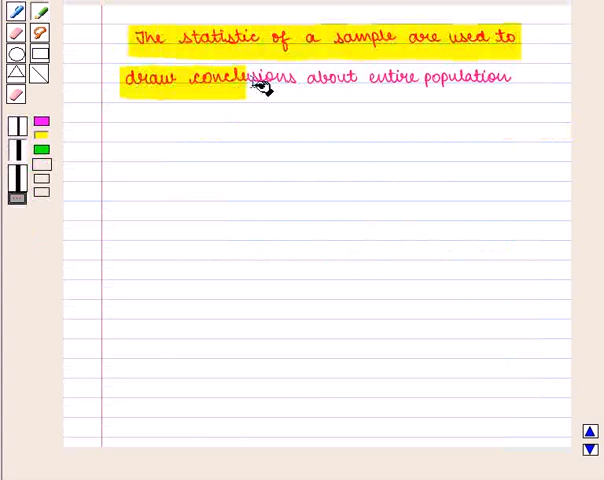 The statistic of a sample are used to
draw conclusions about entire population